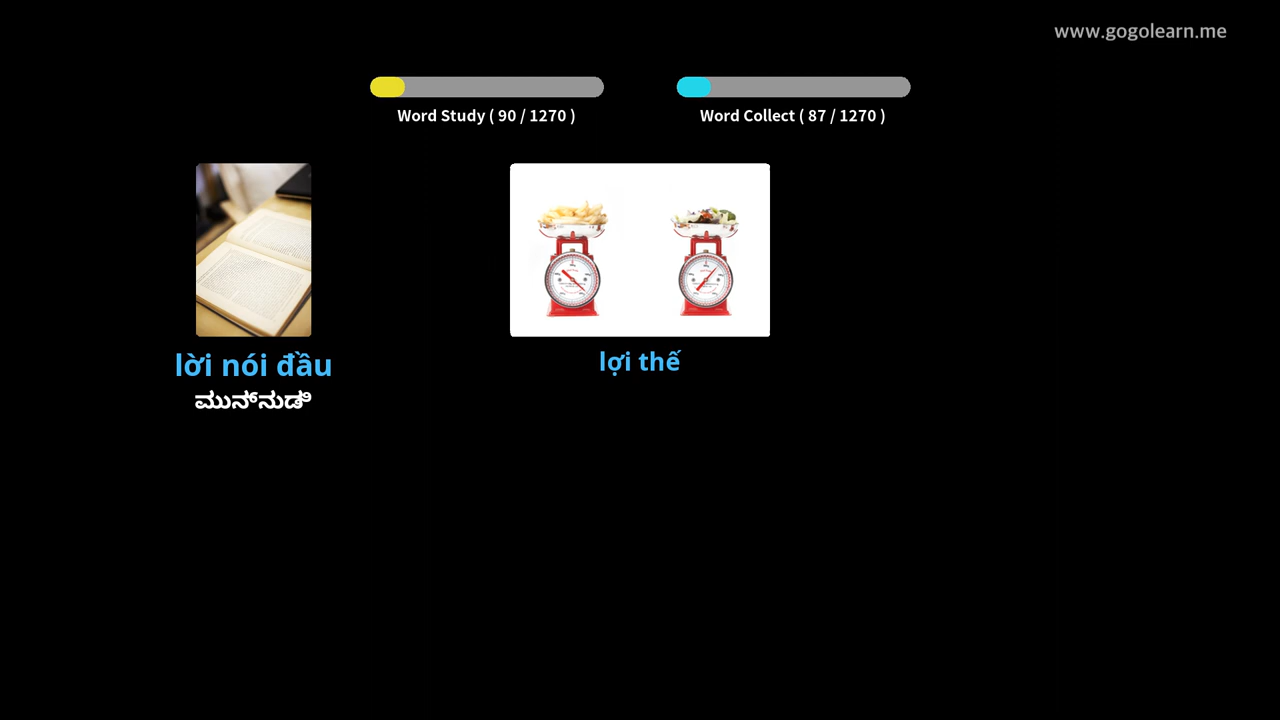 www.gogolearn.me
Word Study ( 90 / 1270 )
Word Collect ( 87 / 1270 )
lời nói đầu
ಮುನ್ನುಡಿ
lợi thế